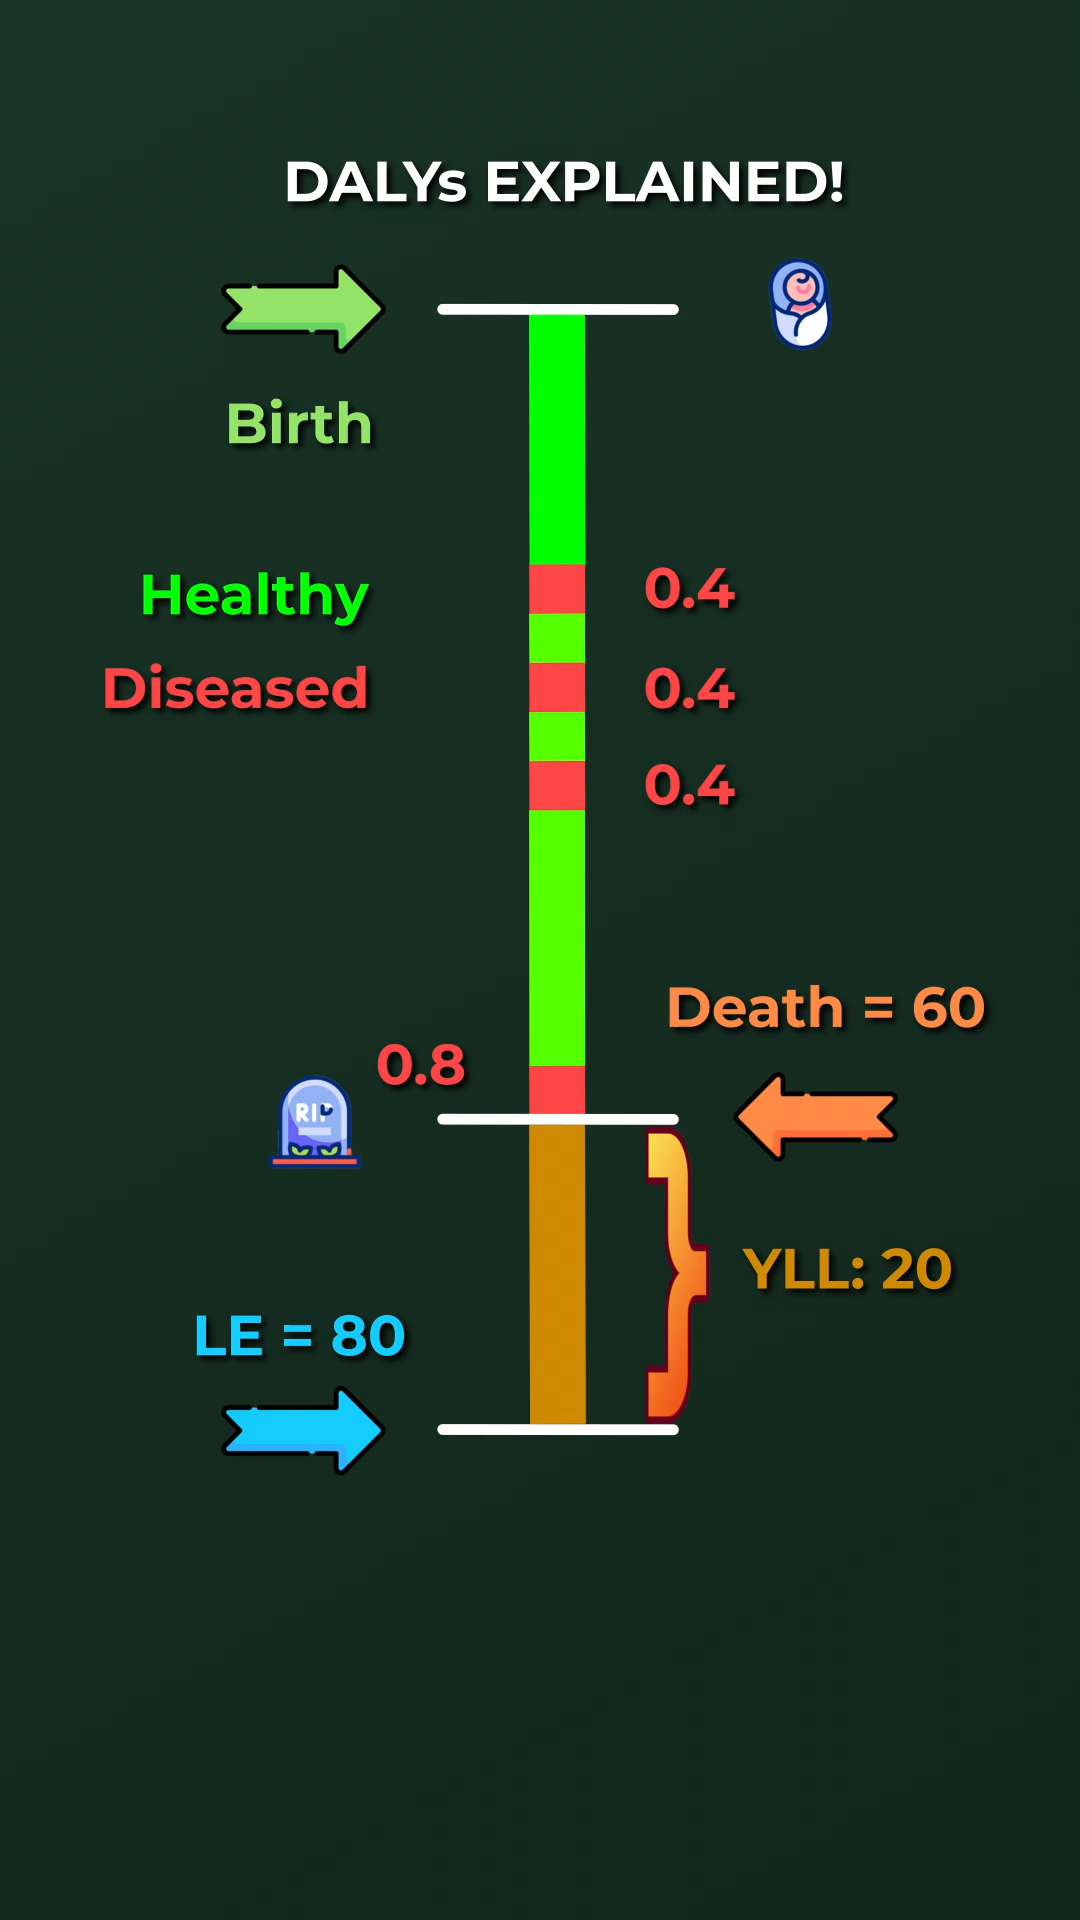 DALYs EXPLAINED!
Birth
Healthy
0.4
Diseased
0.4
0.4
Death = 60
0.8
RIP
YLL: 20
LE = 80